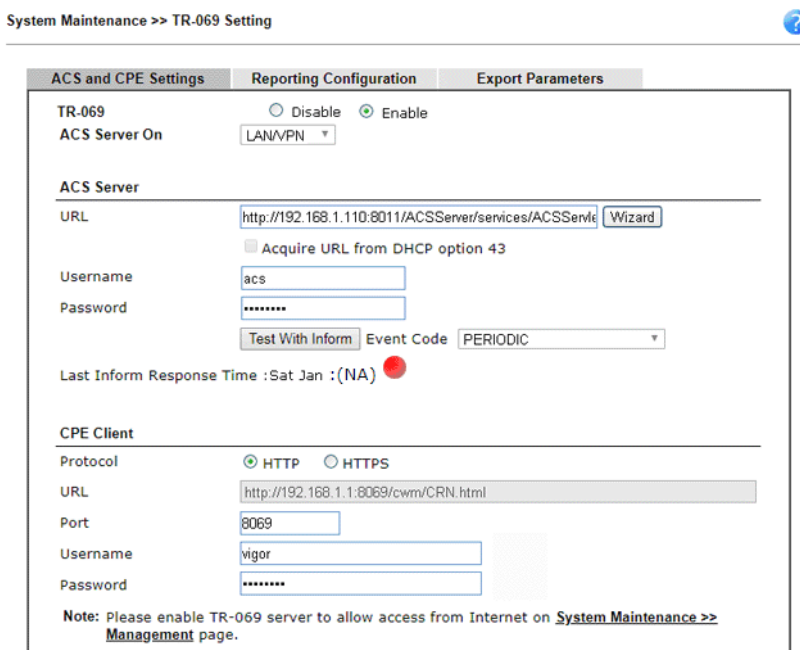 System Maintenance >> TR-069 Setting
?
ACS and CPE Settings Reporting Configuration Export Parameters
TR-069 Disable Enable
ACS Server On LAN/VPN
ACS Server
URL http://192.168.1.110:8011/ACSServer/services/ACSServle Wizard
Acquire URL from DHCP option 43
Username acs
Password ••••••••
Test With Inform Event Code PERIODIC
Last Inform Response Time :Sat Jan :(NA)
CPE Client
Protocol HTTP HTTPS
URL http://192.168.1.1:8069/cwm/CRN.html
Port 8069
Username vigor
Password ••••••••
Note: Please enable TR-069 server to allow access from Internet on System Maintenance >>
Management page.